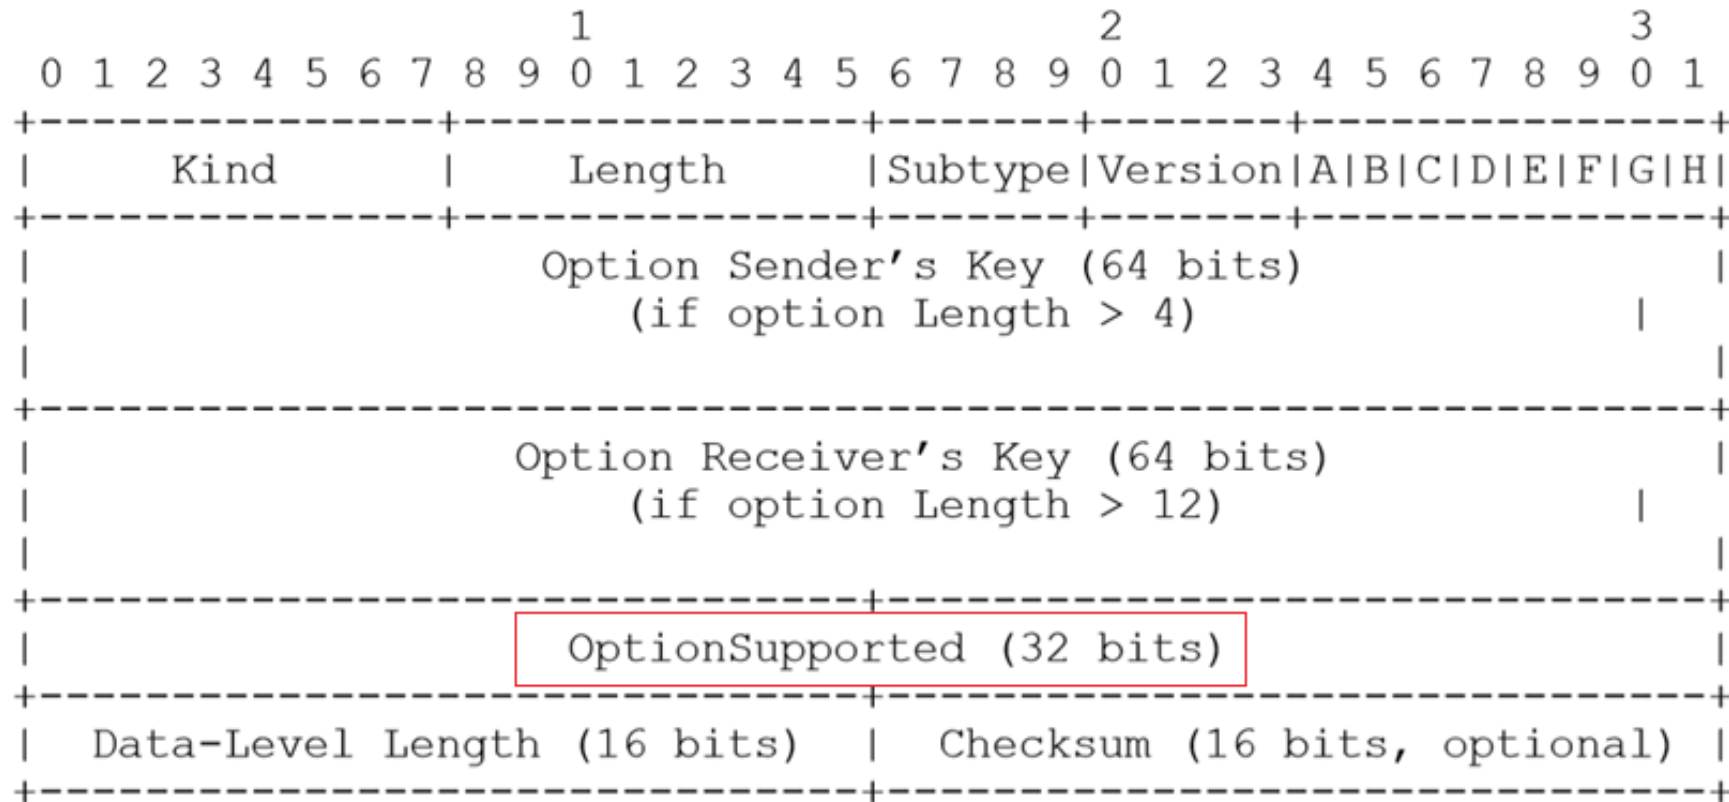 1                   2                   3
 0 1 2 3 4 5 6 7 8 9 0 1 2 3 4 5 6 7 8 9 0 1 2 3 4 5 6 7 8 9 0 1
+---------------+---------------+-------+-------+---------------+
|     Kind      |    Length     |Subtype|Version|A|B|C|D|E|F|G|H|
+---------------+---------------+-------+-------+---------------+
|                   Option Sender's Key (64 bits)               |
|                      (if option Length > 4)                |
|                                                               |
+---------------------------------------------------------------+
|                  Option Receiver's Key (64 bits)              |
|                      (if option Length > 12)               |
|                                                               |
+-------------------------------+-------------------------------+
|                    OptionSupported (32 bits)                  |
+-------------------------------+-------------------------------+
|  Data-Level Length (16 bits)  |  Checksum (16 bits, optional) |
+-------------------------------+-------------------------------+